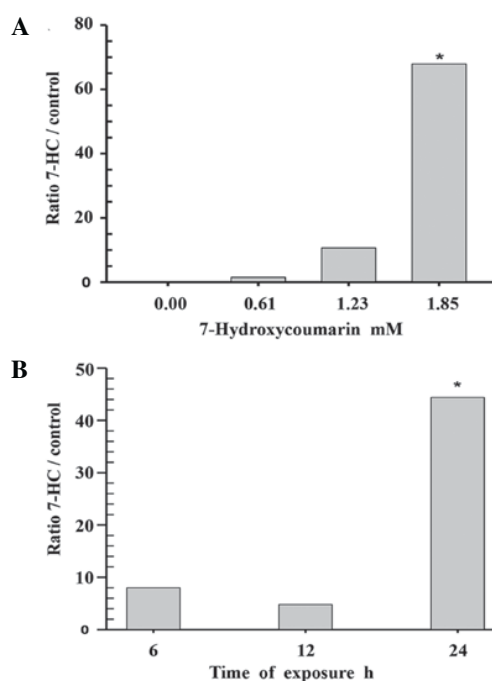 A
Ratio 7-HC / control
80
60
40
20
0
*
0.00 0.61 1.23 1.85
7-Hydroxycoumarin mM
B
Ratio 7-HC / control
50
40
30
20
10
0
*
6 12 24
Time of exposure h